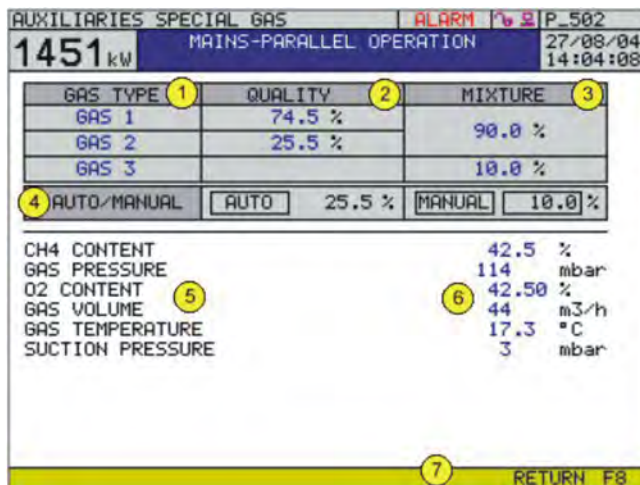 AUXILIARIES SPECIAL GAS ALARM P_502
1451 kW MAINS-PARALLEL OPERATION 27/08/04
14:04:08
GAS TYPE 1 QUALITY 2 MIXTURE 3
GAS 1 74.5 % 90.0 %
GAS 2 25.5 %
GAS 3 10.0 %
4 AUTO/MANUAL AUTO 25.5 % MANUAL 10.0 %
CH4 CONTENT 42.5 %
GAS PRESSURE 114 mbar
O2 CONTENT 5 6 42.50 %
GAS VOLUME 44 m3/h
GAS TEMPERATURE 17.3 °C
SUCTION PRESSURE 3 mbar
7 RETURN F8